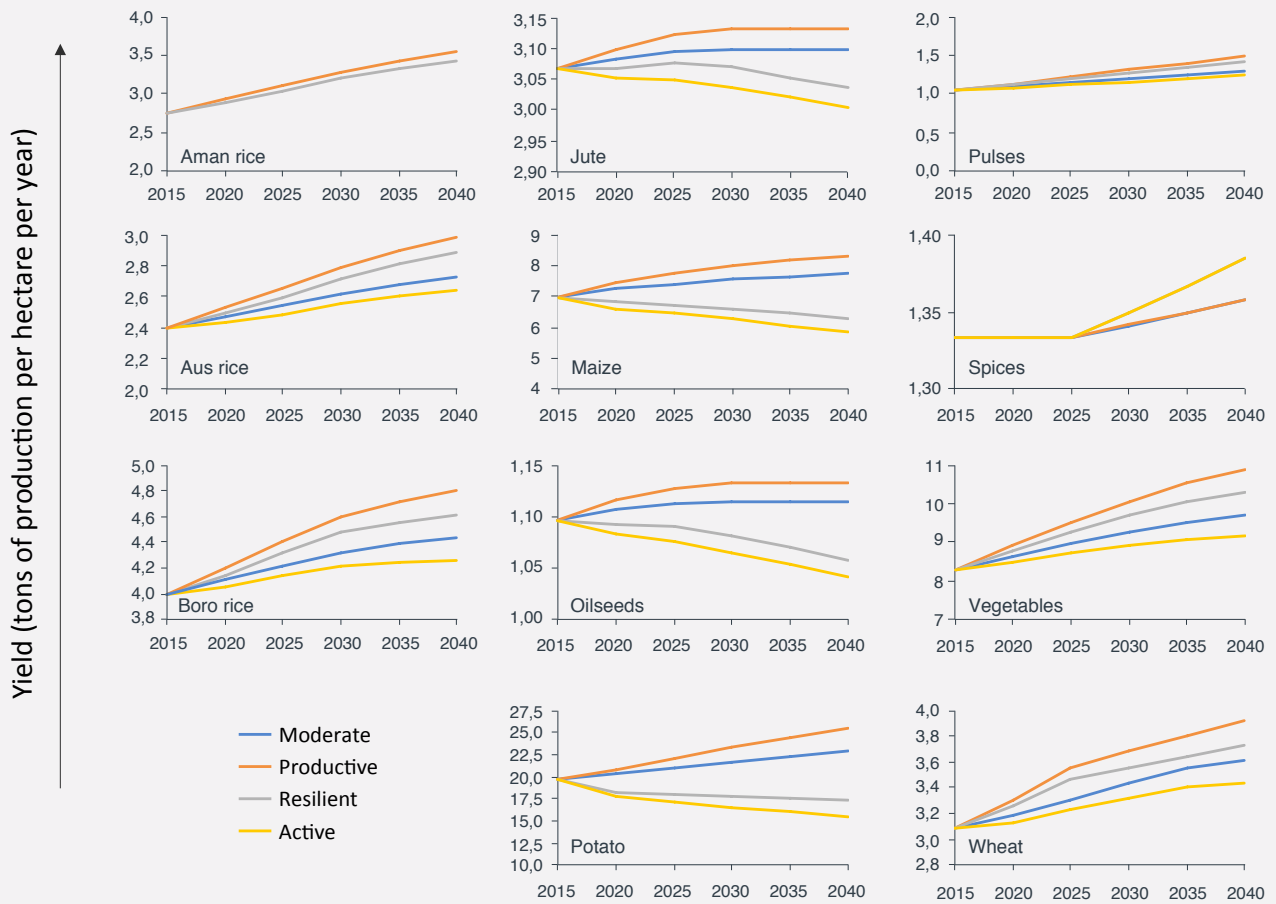 Yield (tons of production per hectare per year)
4,0
3,5
3,0
2,5
2,0
Aman rice
2015 2020 2025 2030 2035 2040
3,15
3,10
3,05
3,00
2,95
2,90
Jute
2015 2020 2025 2030 2035 2040
2,0
1,5
1,0
0,5
0,0
Pulses
2015 2020 2025 2030 2035 2040
3,0
2,8
2,6
2,4
2,2
2,0
Aus rice
2015 2020 2025 2030 2035 2040
9
8
7
6
5
4
Maize
2015 2020 2025 2030 2035 2040
1,40
1,35
1,30
Spices
2015 2020 2025 2030 2035 2040
5,0
4,8
4,6
4,4
4,2
4,0
3,8
Boro rice
2015 2020 2025 2030 2035 2040
1,15
1,10
1,05
1,00
Oilseeds
2015 2020 2025 2030 2035 2040
11
10
9
8
7
Vegetables
2015 2020 2025 2030 2035 2040
Moderate
Productive
Resilient
Active
27,5
25,0
22,5
20,0
17,5
15,0
12,5
10,0
Potato
2015 2020 2025 2030 2035 2040
4,0
3,8
3,6
3,4
3,2
3,0
2,8
Wheat
2015 2020 2025 2030 2035 2040